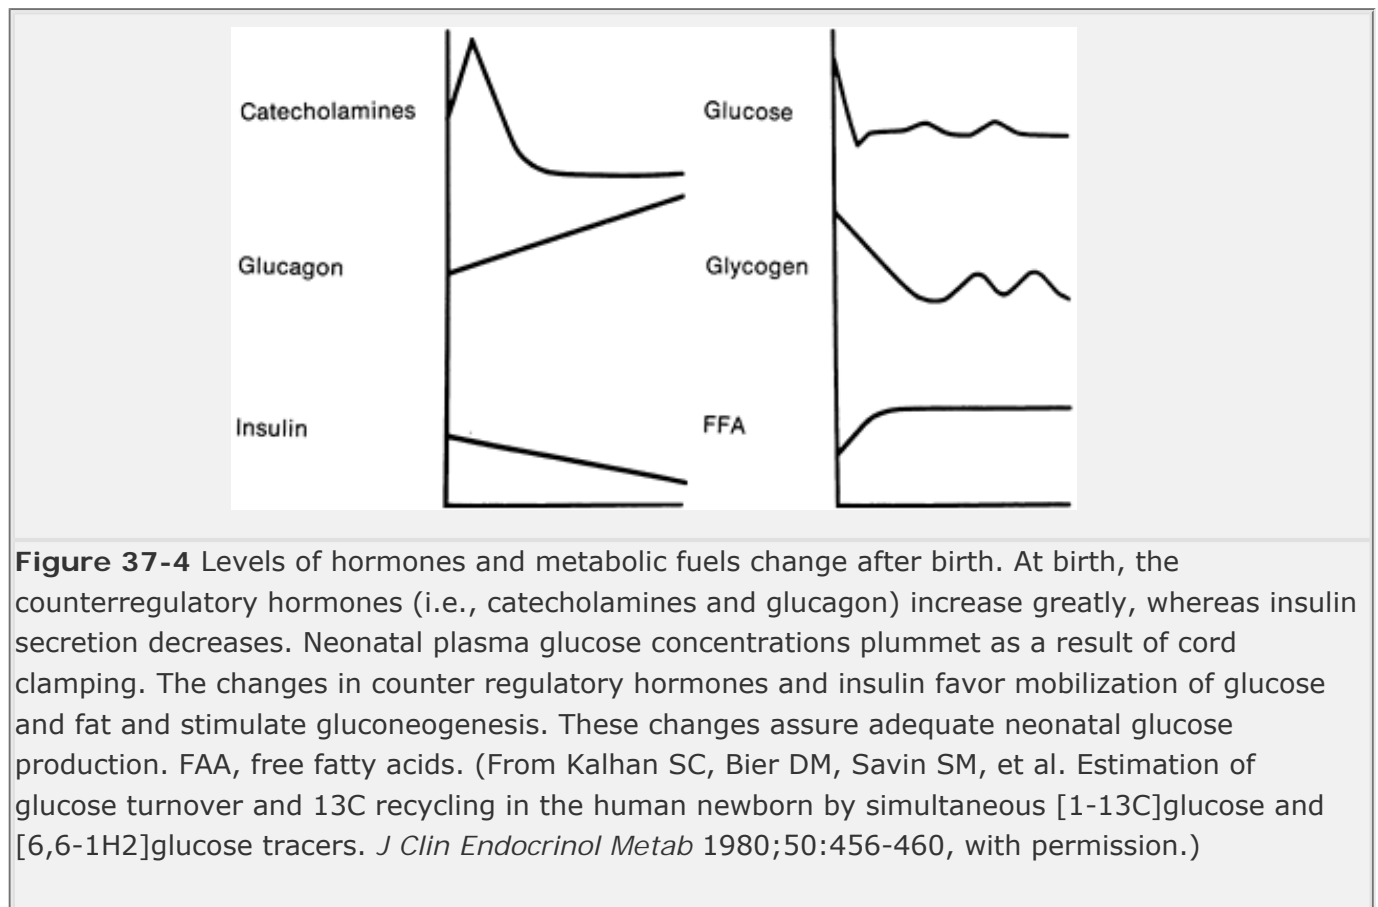 Catecholamines
Glucagon
Insulin
Glucose
Glycogen
FFA
Figure 37-4 Levels of hormones and metabolic fuels change after birth. At birth, the
counterregulatory hormones (i.e., catecholamines and glucagon) increase greatly, whereas insulin
secretion decreases. Neonatal plasma glucose concentrations plummet as a result of cord
clamping. The changes in counter regulatory hormones and insulin favor mobilization of glucose
and fat and stimulate gluconeogenesis. These changes assure adequate neonatal glucose
production. FAA, free fatty acids. (From Kalhan SC, Bier DM, Savin SM, et al. Estimation of
glucose turnover and 13C recycling in the human newborn by simultaneous [1-13C]glucose and
[6,6-1H2]glucose tracers. J Clin Endocrinol Metab 1980;50:456-460, with permission.)